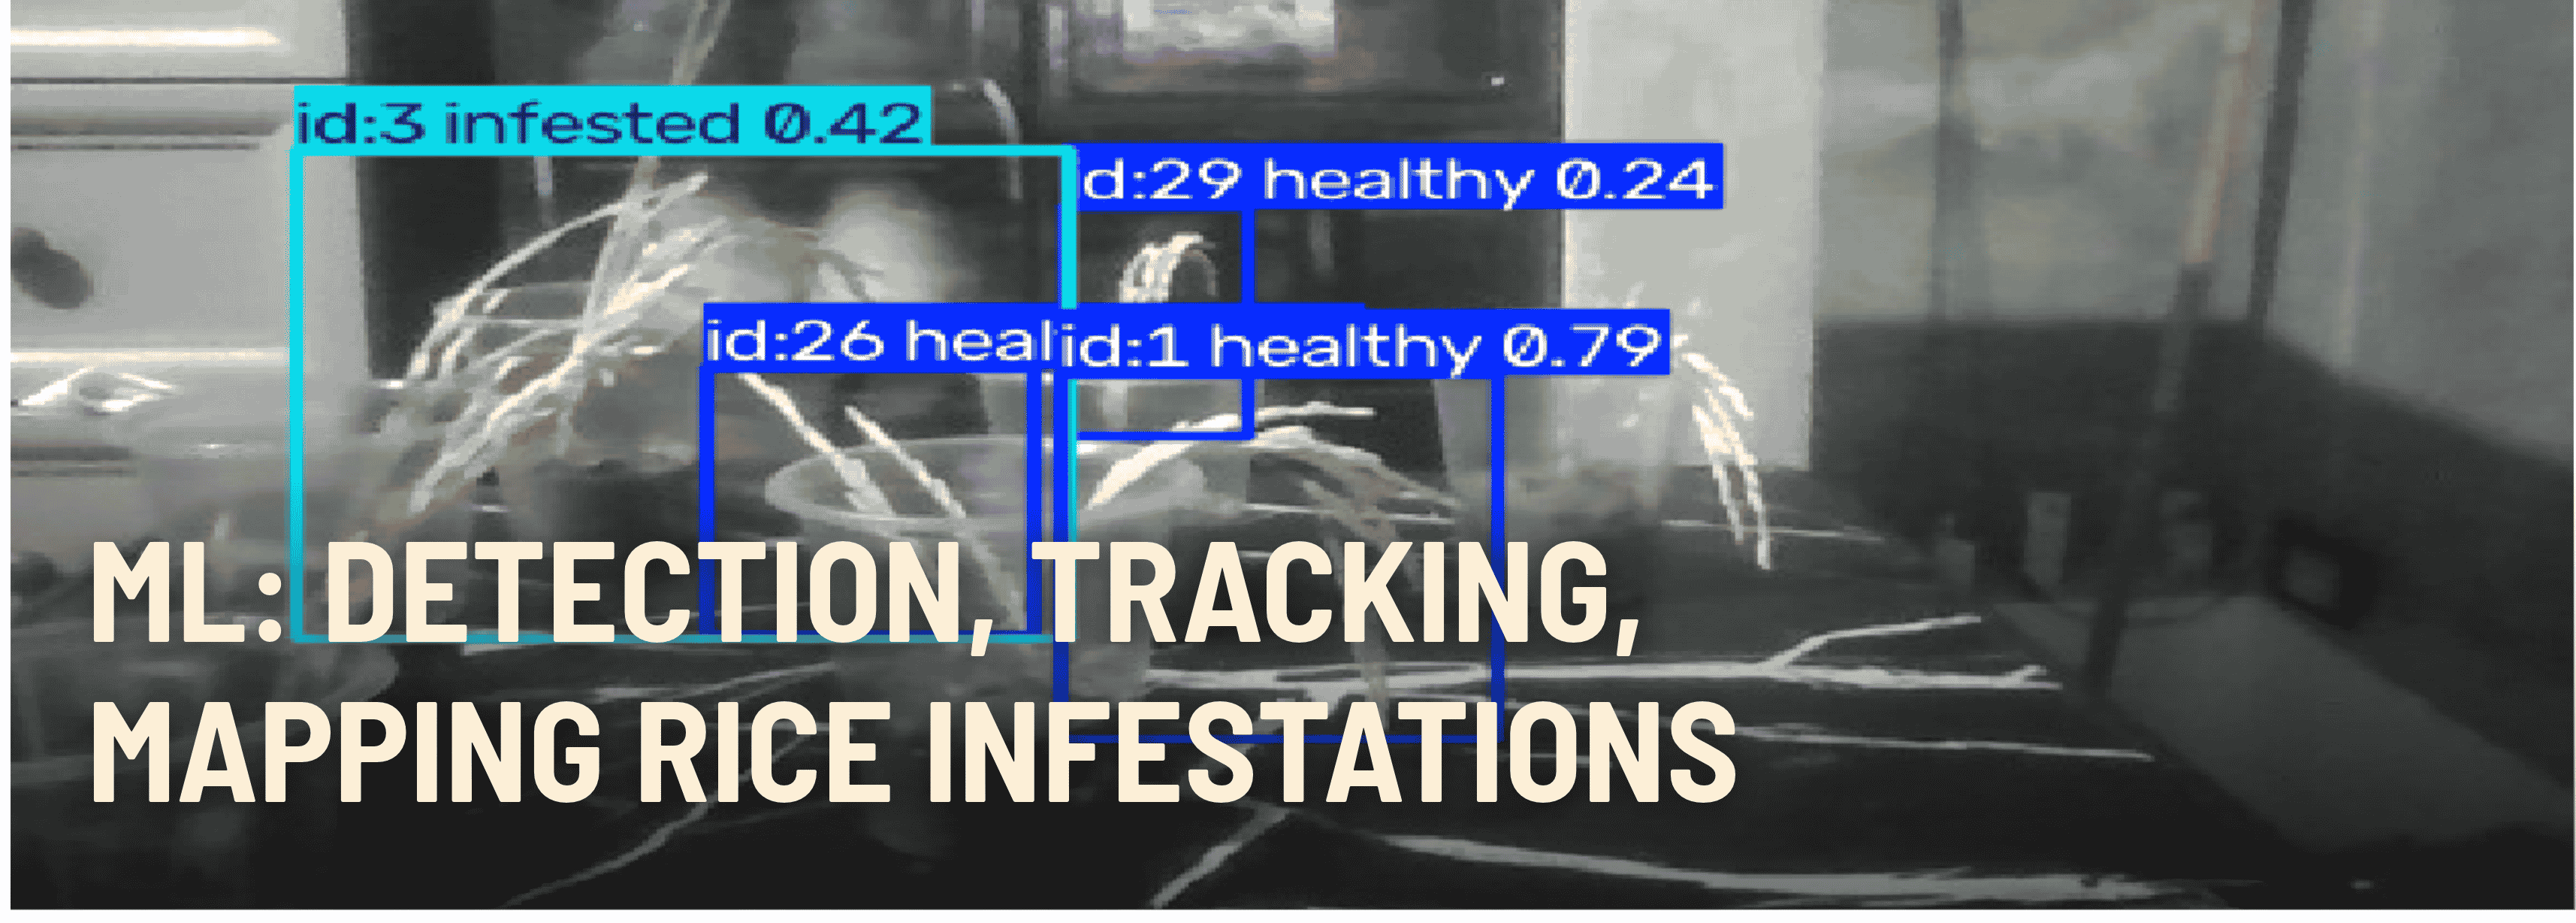 id:3 infested 0.42
id:29 healthy 0.24
id:26 heal
id:1 healthy 0.79
ML: DETECTION, TRACKING,
MAPPING RICE INFESTATIONS